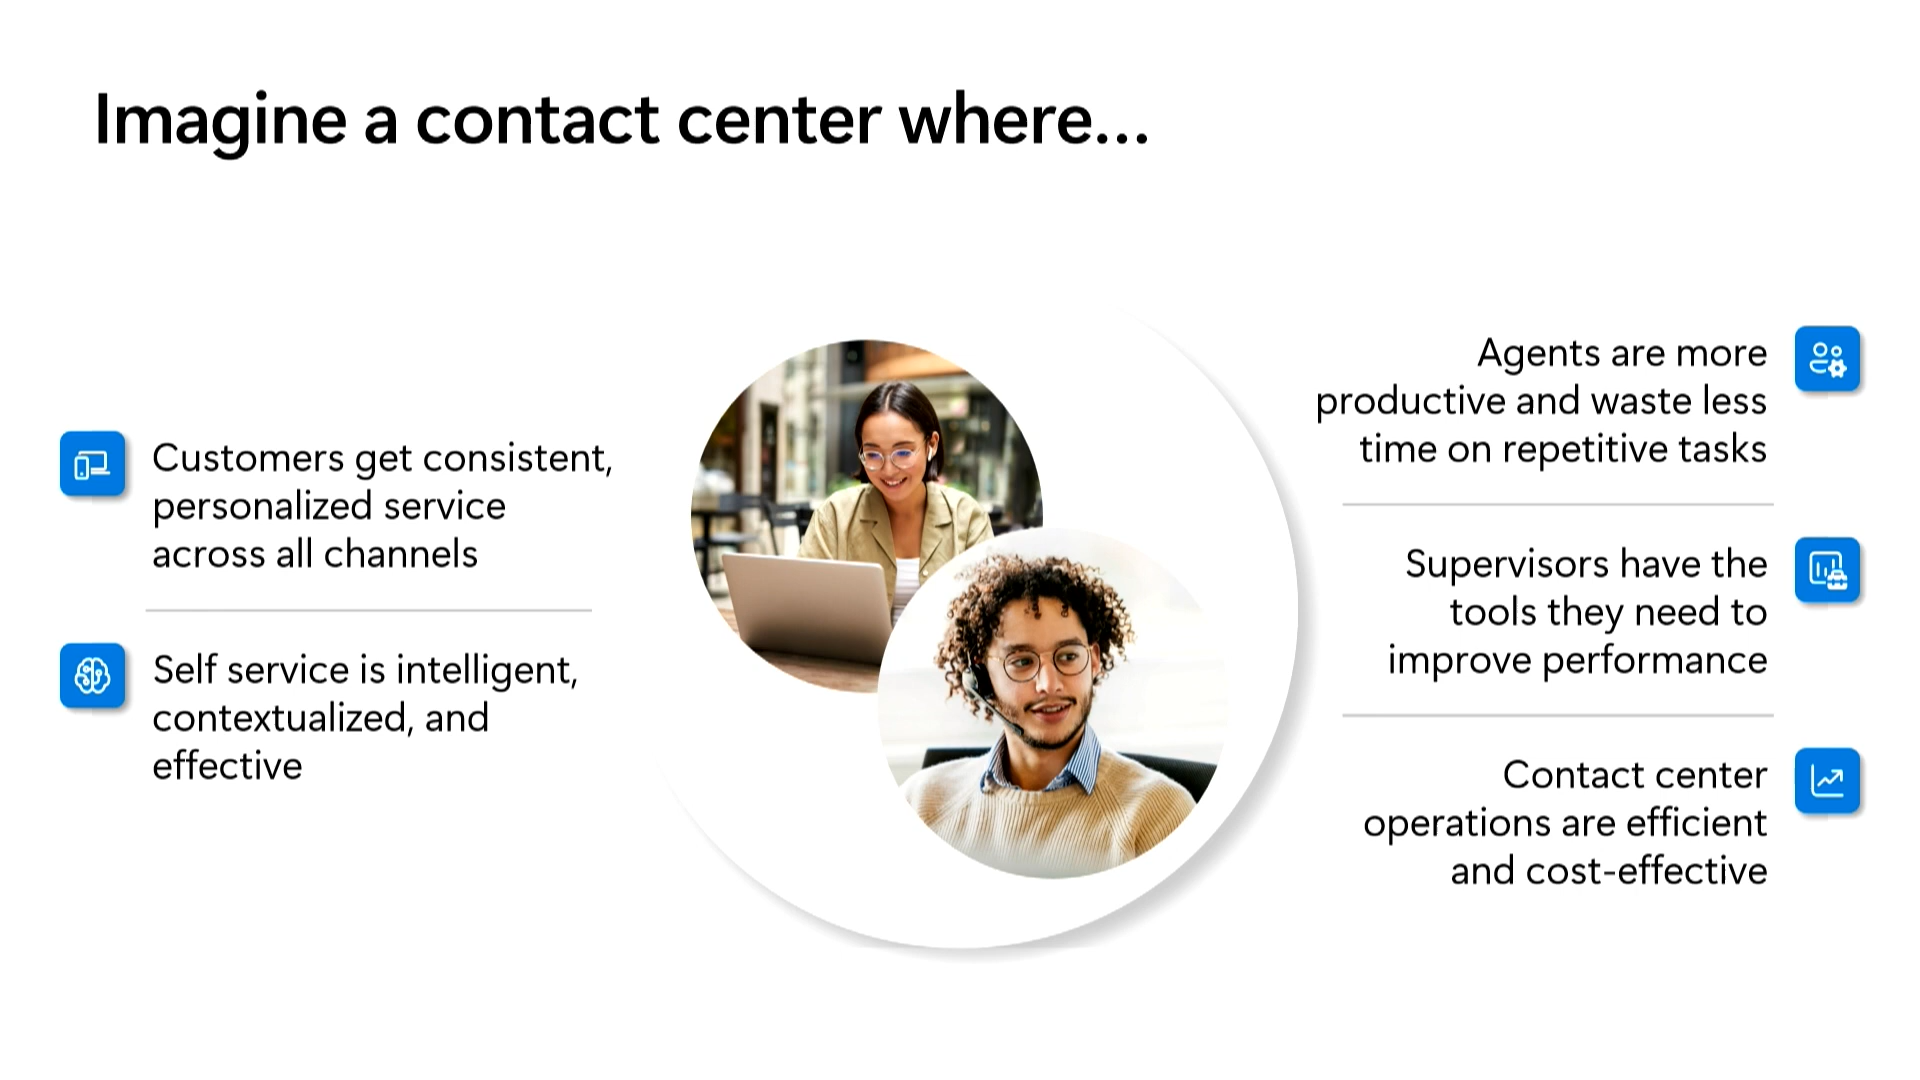 Imagine a contact center where...
Customers get consistent,
personalized service
across all channels
Self service is intelligent,
contextualized, and
effective
Agents are more
productive and waste less
time on repetitive tasks
Supervisors have the
tools they need to
improve performance
Contact center
operations are efficient
and cost-effective